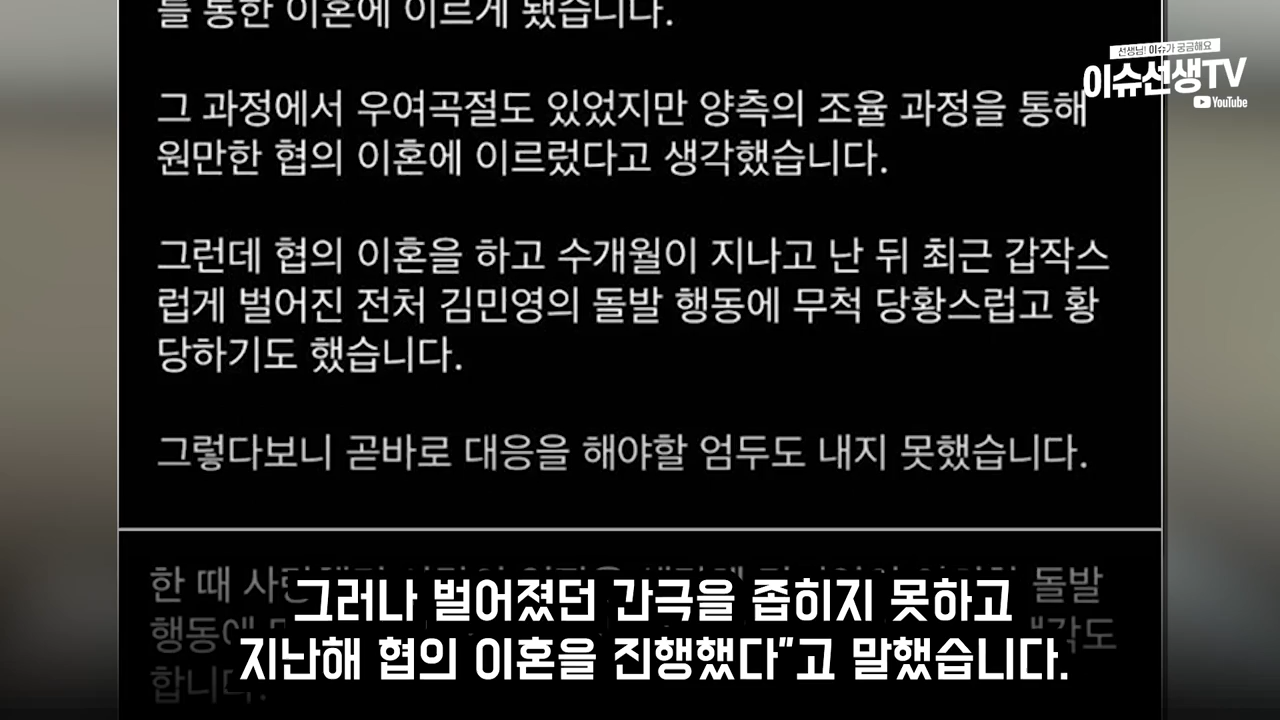 를 통한 이혼에 이르게 됐습니다.
선생님! 이슈가 궁금해요
이슈선생TV
YouTube
그 과정에서 우여곡절도 있었지만 양측의 조율 과정을 통해
원만한 협의 이혼에 이르렀다고 생각했습니다.
그런데 협의 이혼을 하고 수개월이 지나고 난 뒤 최근 갑작스
럽게 벌어진 전처 김민영의 돌발 행동에 무척 당황스럽고 황
당하기도 했습니다.
그렇다보니 곧바로 대응을 해야할 엄두도 내지 못했습니다.
한 때 돌발
합니다.
그러나 벌어졌던 간극을 좁히지 못하고
지난해 협의 이혼을 진행했다"고 말했습니다.